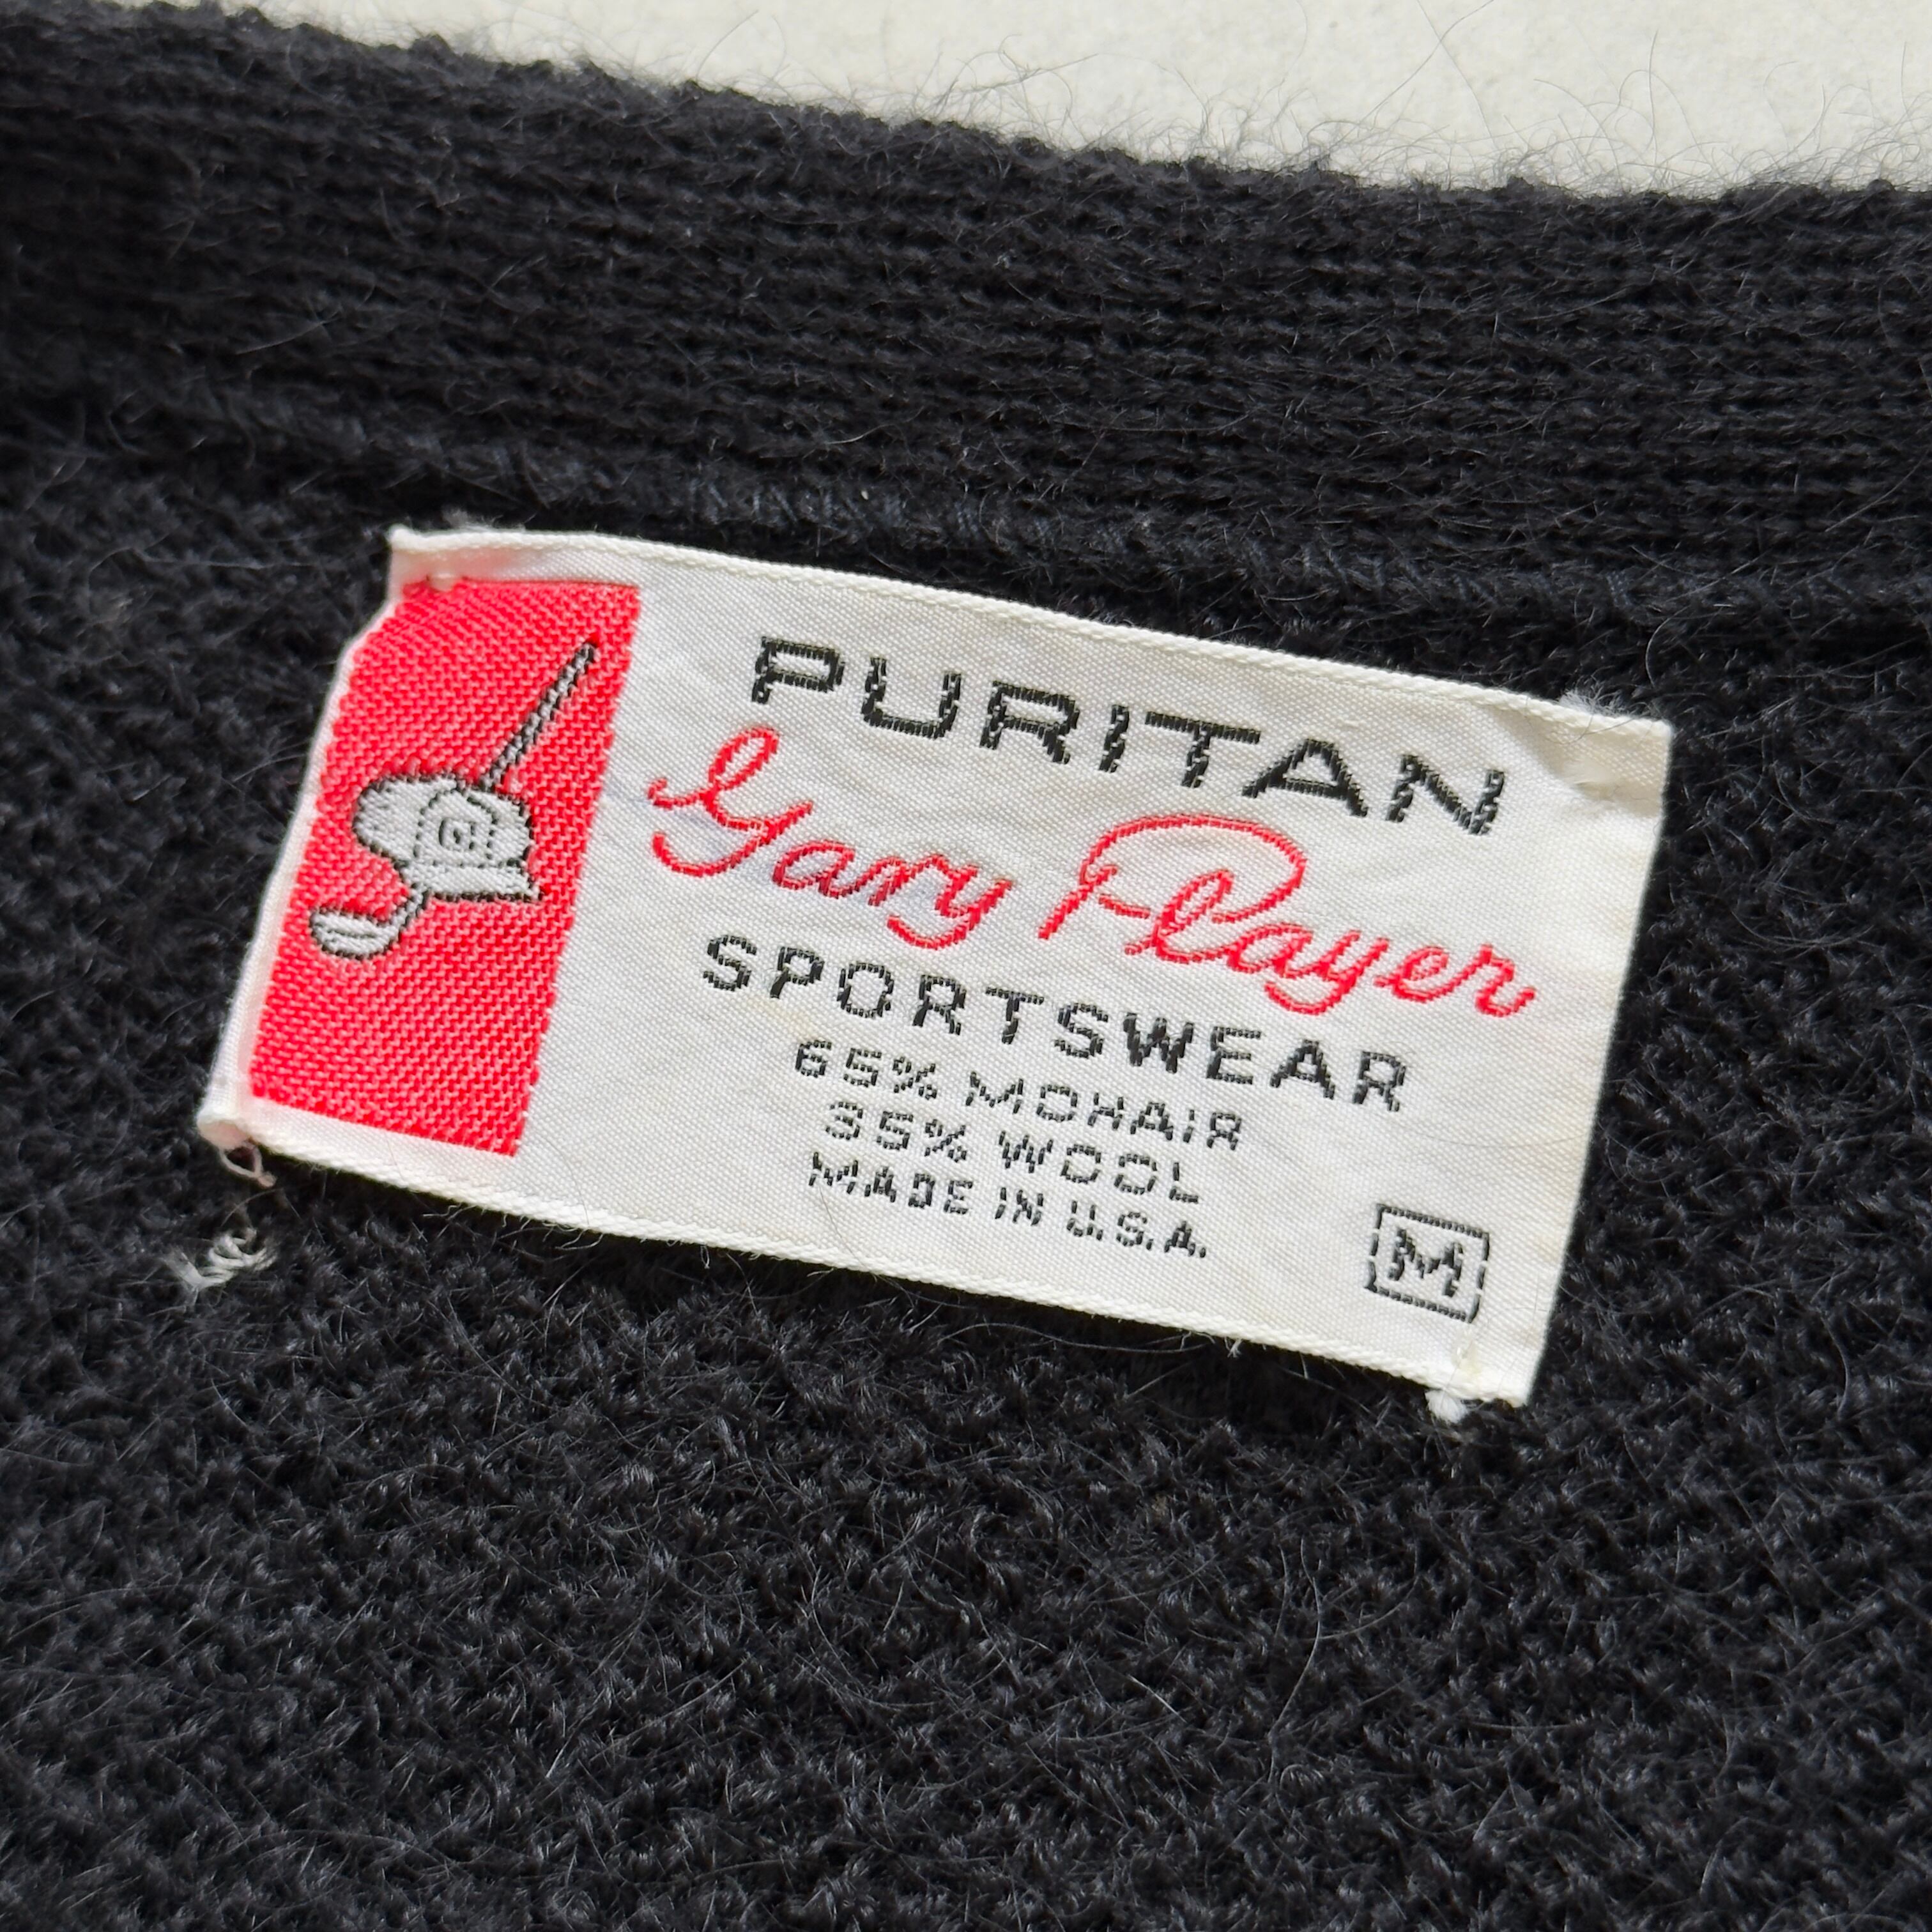 PURITAN
Gary Player
SPORTSWEAR
65% MOHAIR
35% WOOL
MADE IN U.S.A.
M
G